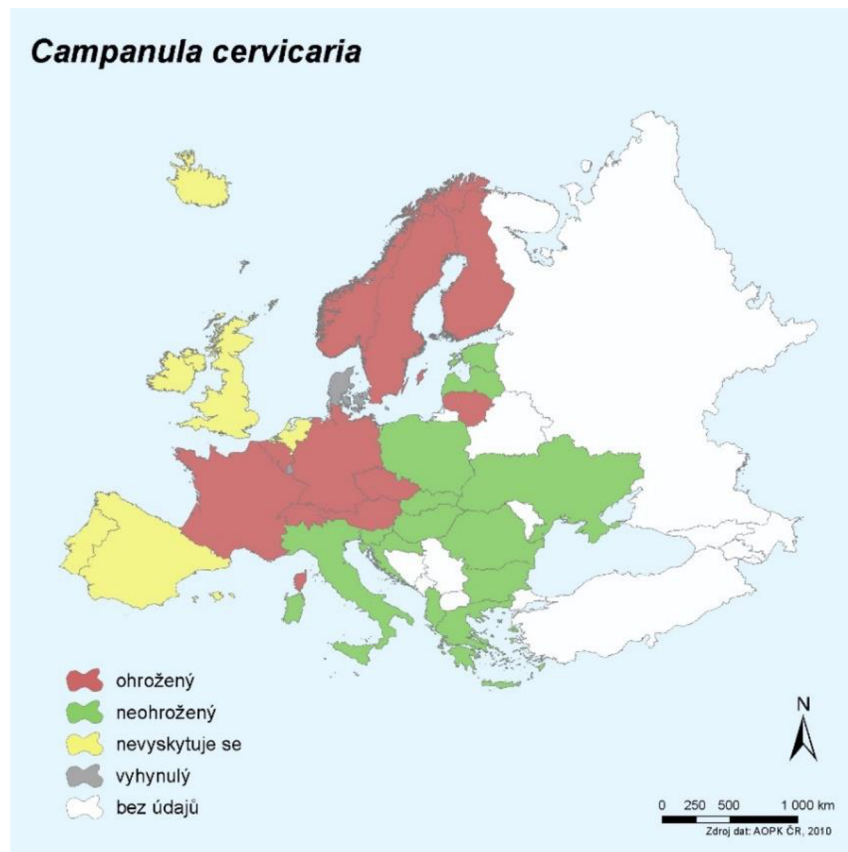 Campanula cervicaria
ohrožený
neohrožený
nevyskytuje se
vyhynulý
bez údajů
N
0 250 500 1 000 km
Zdroj dat: AOPK ČR, 2010